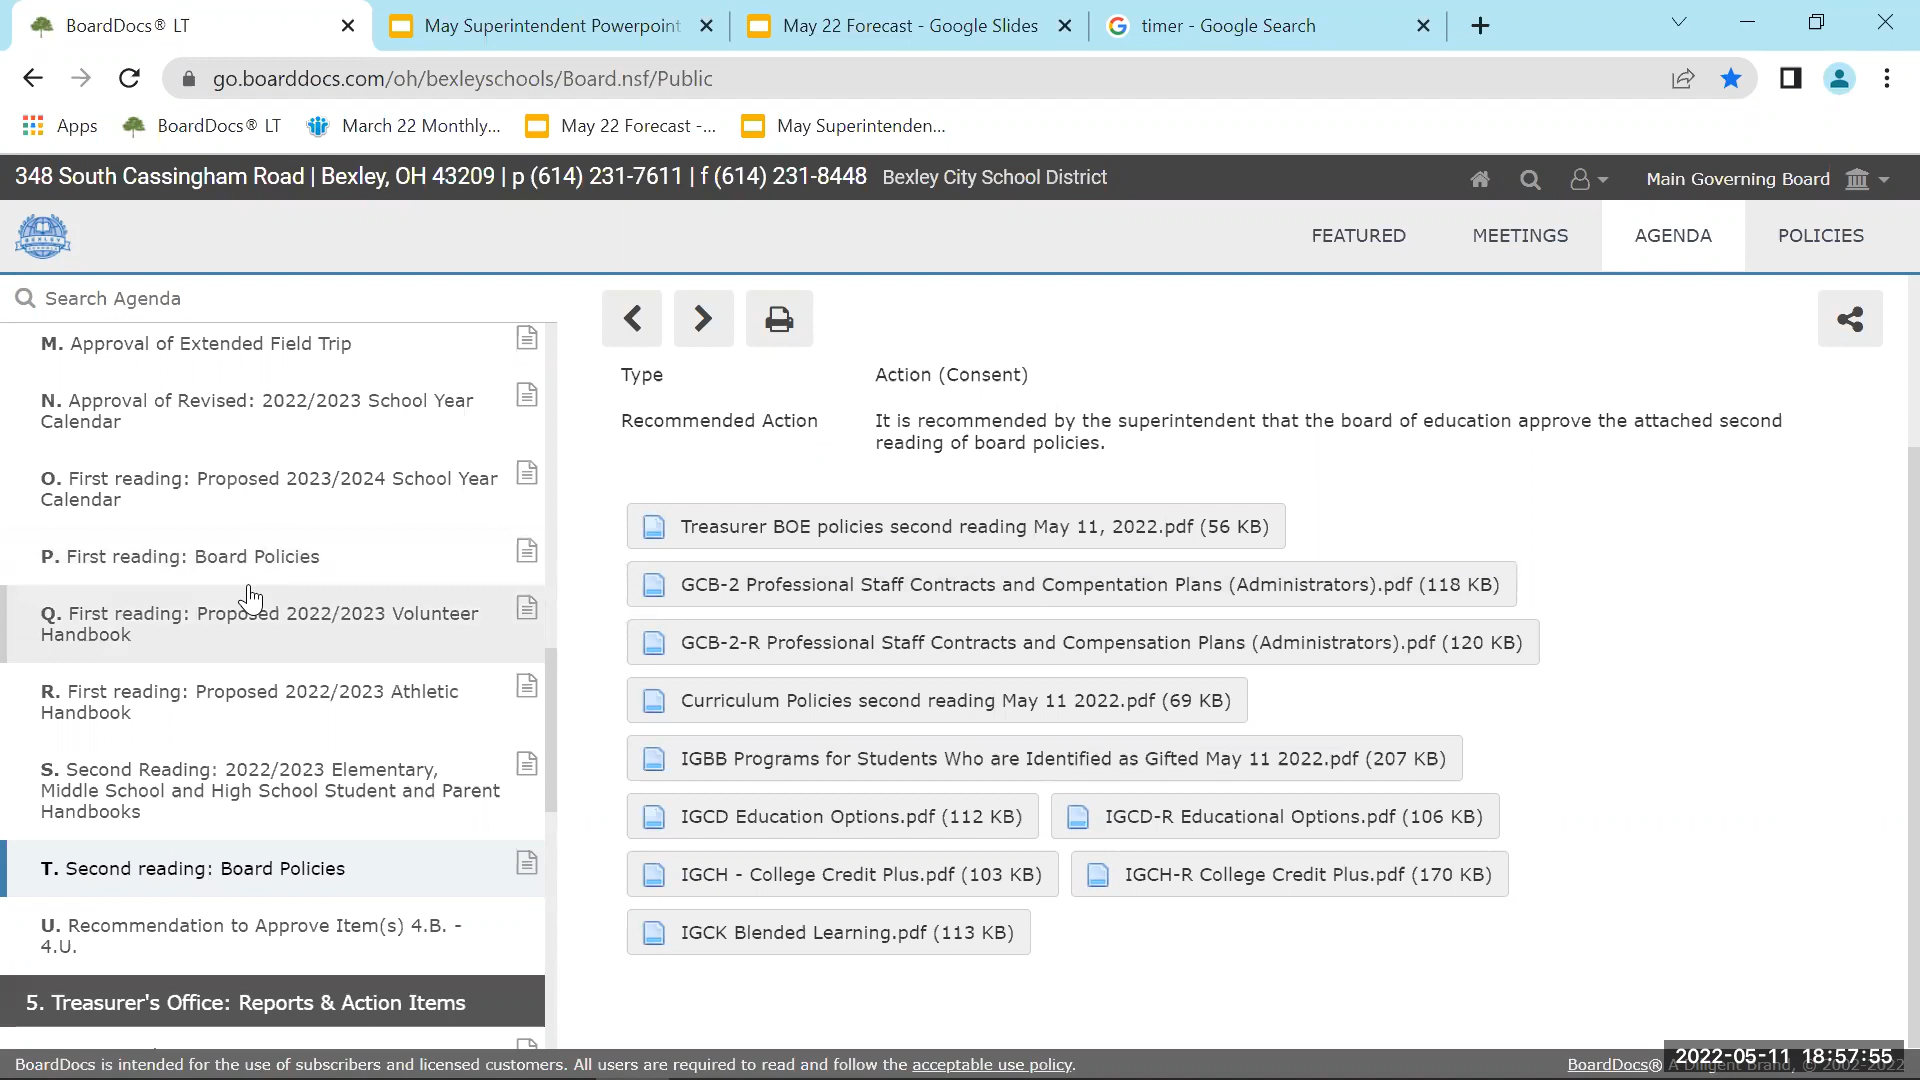 BoardDocs® LT
May Superintendent Powerpoint
May 22 Forecast - Google Slides
timer - Google Search
go.boarddocs.com/oh/bexleyschools/Board.nsf/Public
Apps
BoardDocs® LT
March 22 Monthly...
May 22 Forecast -...
May Superintenden...
348 South Cassingham Road | Bexley, OH 43209 | p (614) 231-7611 | f (614) 231-8448 Bexley City School District
Main Governing Board
BEXLEY
SCHOOLS
FEATURED
MEETINGS
AGENDA
POLICIES
Search Agenda
M. Approval of Extended Field Trip
N. Approval of Revised: 2022/2023 School Year
Calendar
O. First reading: Proposed 2023/2024 School Year
Calendar
P. First reading: Board Policies
Q. First reading: Proposed 2022/2023 Volunteer
Handbook
R. First reading: Proposed 2022/2023 Athletic
Handbook
S. Second Reading: 2022/2023 Elementary,
Middle School and High School Student and Parent
Handbooks
T. Second reading: Board Policies
U. Recommendation to Approve Item(s) 4.B. -
4.U.
5. Treasurer's Office: Reports & Action Items
Type
Action (Consent)
Recommended Action
It is recommended by the superintendent that the board of education approve the attached second
reading of board policies.
Treasurer BOE policies second reading May 11, 2022.pdf (56 KB)
GCB-2 Professional Staff Contracts and Compentation Plans (Administrators).pdf (118 KB)
GCB-2-R Professional Staff Contracts and Compensation Plans (Administrators).pdf (120 KB)
Curriculum Policies second reading May 11 2022.pdf (69 KB)
IGBB Programs for Students Who are Identified as Gifted May 11 2022.pdf (207 KB)
IGCD Education Options.pdf (112 KB)
IGCD-R Educational Options.pdf (106 KB)
IGCH - College Credit Plus.pdf (103 KB)
IGCH-R College Credit Plus.pdf (170 KB)
IGCK Blended Learning.pdf (113 KB)
BoardDocs is intended for the use of subscribers and licensed customers. All users are required to read and follow the acceptable use policy.
BoardDocs® A Diligent Brand, © 2002-2022
2022-05-11 18:57:55